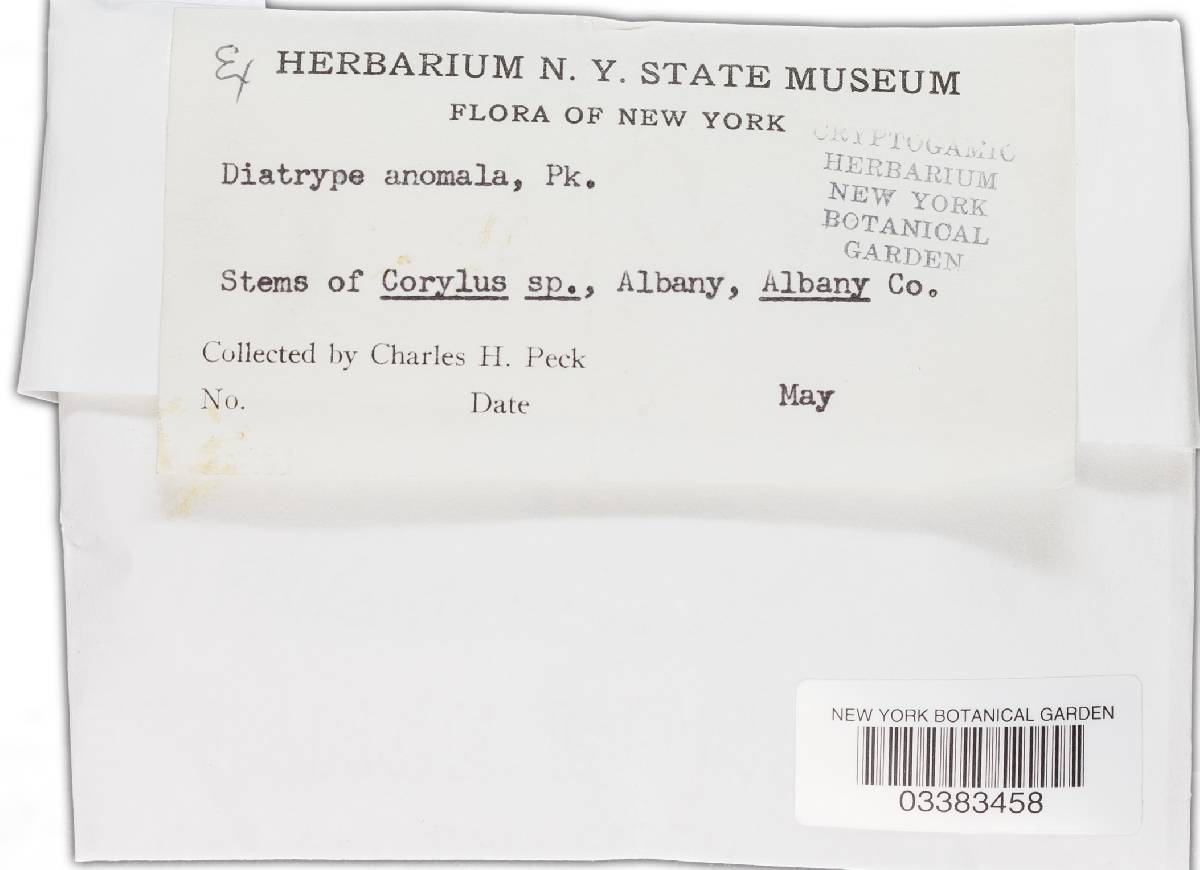 Ex HERBARIUM N. Y. STATE MUSEUM
FLORA OF NEW YORK
CRYPTOGAMIC
HERBARIUM
NEW YORK
BOTANICAL
GARDEN
Diatrype anomala, Pk.
Stems of Corylus sp., Albany, Albany Co.
Collected by Charles H. Peck
No. Date May
NEW YORK BOTANICAL GARDEN
03383458